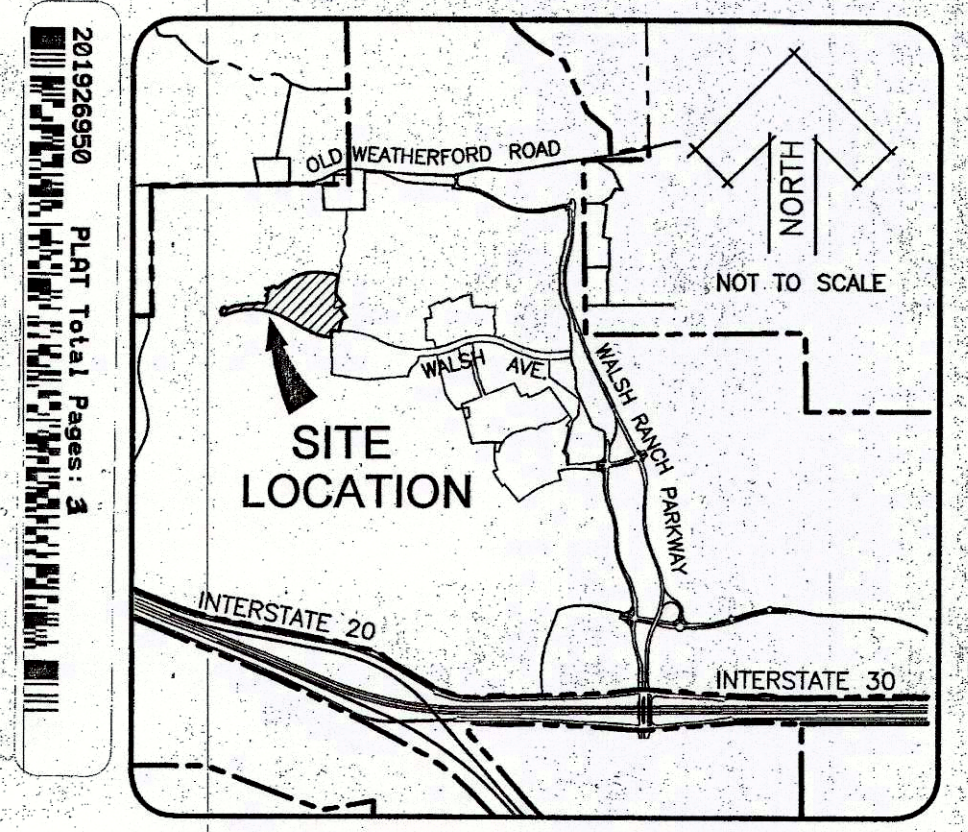 201926950 PLAT Total Pages: 3
OLD WEATHERFORD ROAD
NORTH
NOT TO SCALE
WALSH AVE.
WALSH RANCH PARKWAY
SITE
LOCATION
INTERSTATE 20
INTERSTATE 30